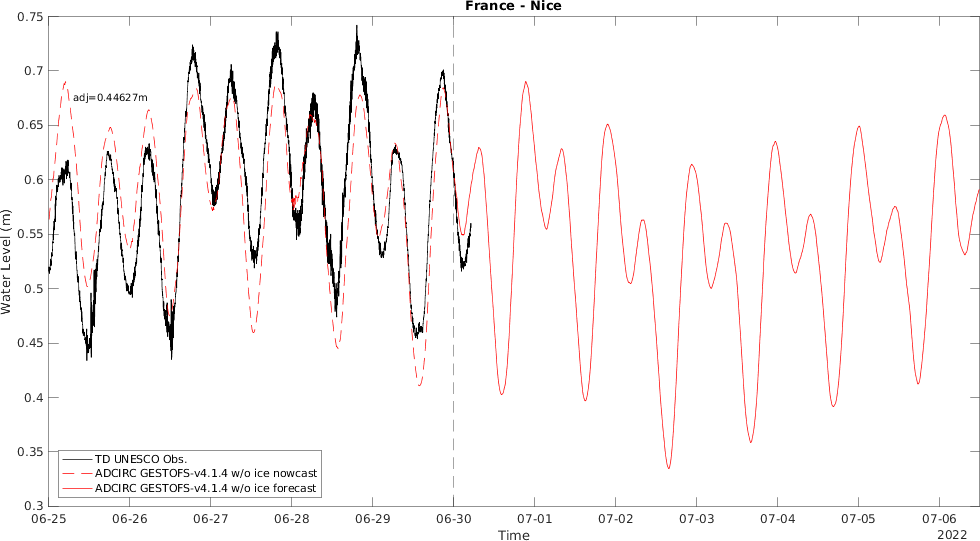 France - Nice
0.75
0.7
0.65
0.6
0.55
0.5
0.45
0.4
0.35
0.3
Water Level (m)
adj=0.44627m
TD UNESCO Obs.
ADCIRC GESTOFS-v4.1.4 w/o ice nowcast
ADCIRC GESTOFS-v4.1.4 w/o ice forecast
06-25 06-26 06-27 06-28 06-29 06-30 07-01 07-02 07-03 07-04 07-05 07-06
Time
2022